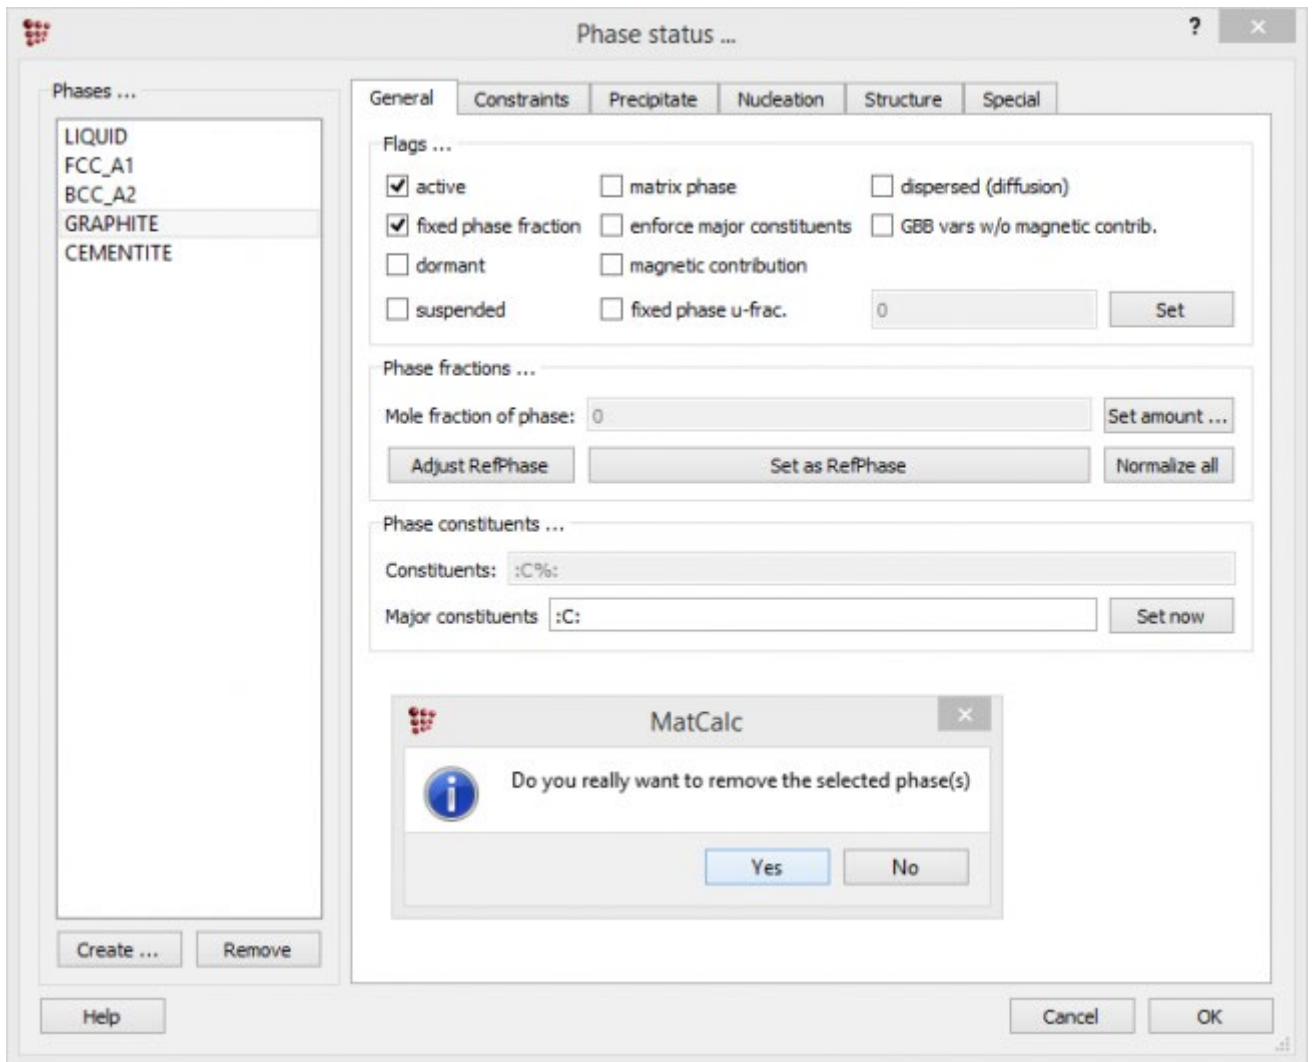 Phase status ...
?
Phases ...
LIQUID
FCC_A1
BCC_A2
GRAPHITE
CEMENTITE
Create ...
Remove
General
Constraints
Precipitate
Nucleation
Structure
Special
Flags ...
active
matrix phase
dispersed (diffusion)
fixed phase fraction
enforce major constituents
GBB vars w/o magnetic contrib.
dormant
magnetic contribution
suspended
fixed phase u-frac.
0
Set
Phase fractions ...
Mole fraction of phase:
0
Set amount ...
Adjust RefPhase
Set as RefPhase
Normalize all
Phase constituents ...
Constituents:
:C%:
Major constituents
:C:
Set now
MatCalc
Do you really want to remove the selected phase(s)
Yes
No
Help
Cancel
OK